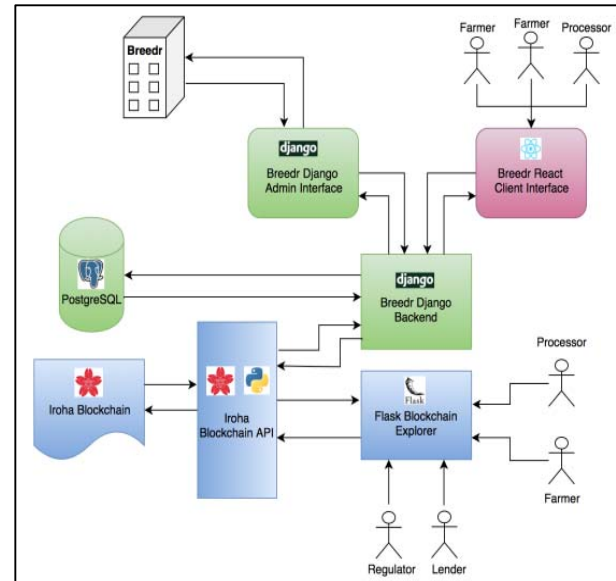 Breedr
Farmer
Farmer
Processor
django
Breedr Django
Admin Interface
Breedr React
Client Interface
django
Breedr Django
Backend
PostgreSQL
Iroha Blockchain
Iroha
Blockchain API
Flask
Flask Blockchain
Explorer
Processor
Farmer
Regulator
Lender